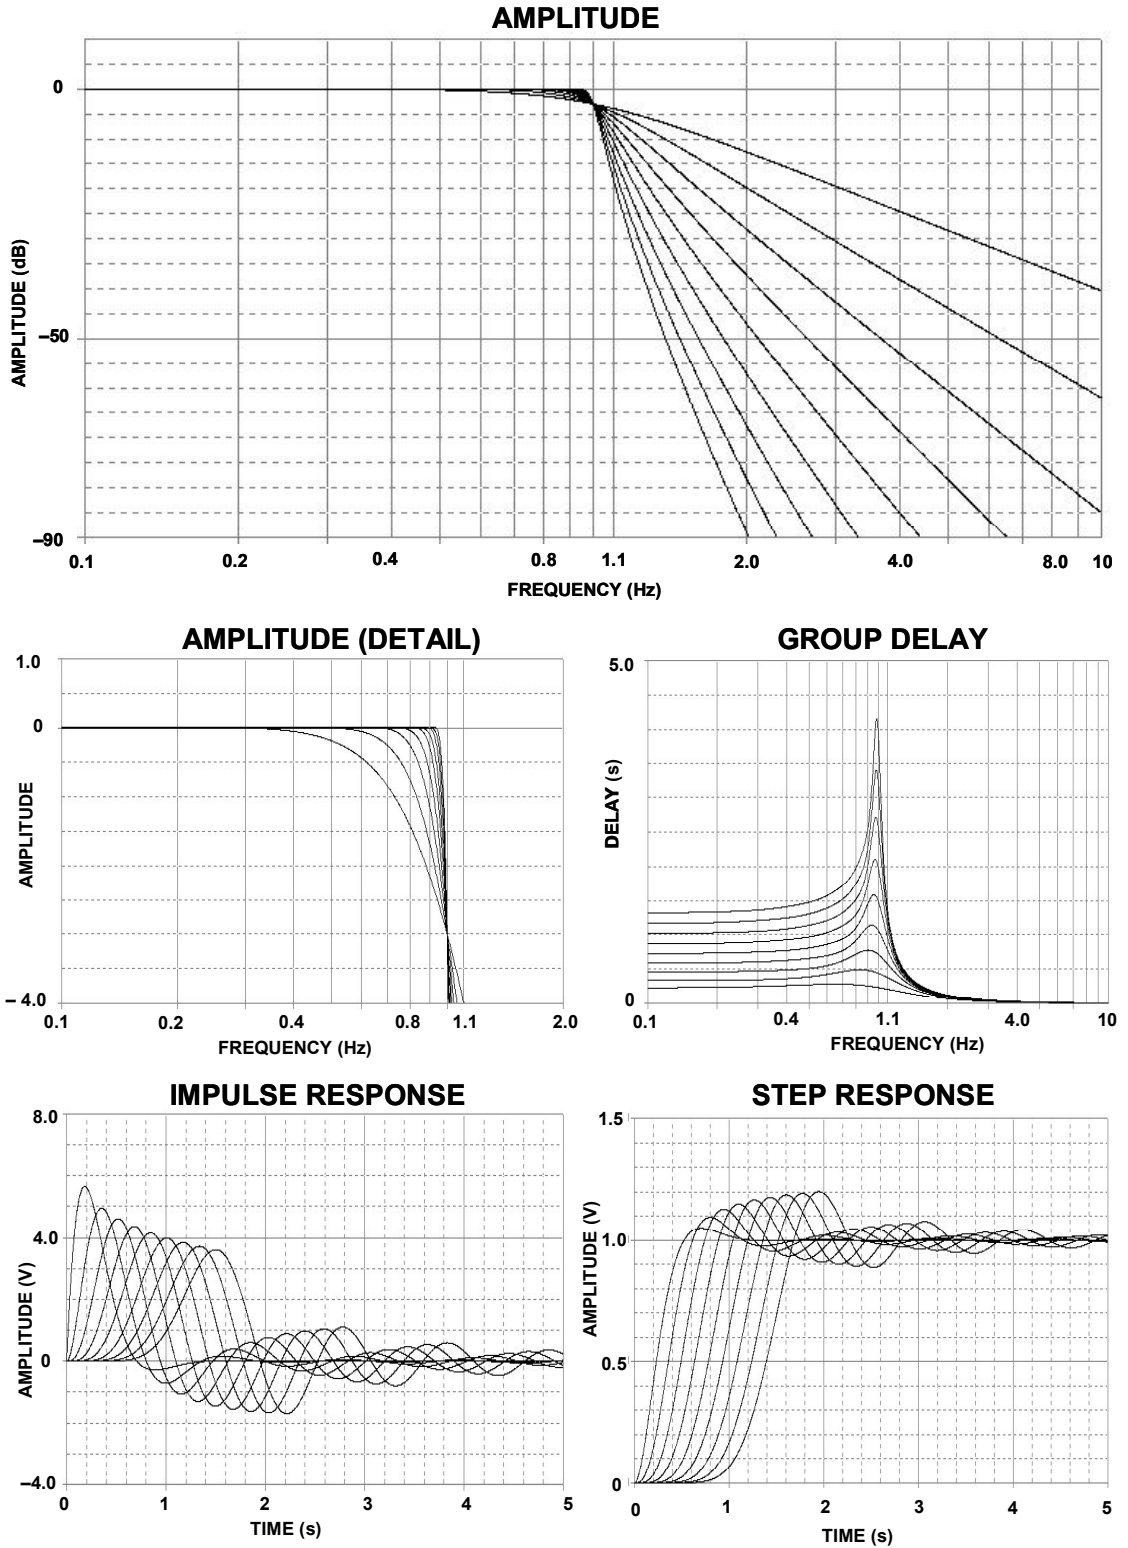 AMPLITUDE
0
–50
–90
AMPLITUDE (dB)
0.1 0.2 0.4 0.8 1.1 2.0 4.0 8.0 10
FREQUENCY (Hz)
AMPLITUDE (DETAIL)
1.0
0
–4.0
AMPLITUDE
0.1 0.2 0.4 0.8 1.1 2.0
FREQUENCY (Hz)
GROUP DELAY
5.0
0
DELAY (s)
0.1 0.4 1.1 4.0 10
FREQUENCY (Hz)
IMPULSE RESPONSE
8.0
4.0
0
–4.0
AMPLITUDE (V)
0 1 2 3 4 5
TIME (s)
STEP RESPONSE
1.5
1.0
0.5
0
AMPLITUDE (V)
0 1 2 3 4 5
TIME (s)